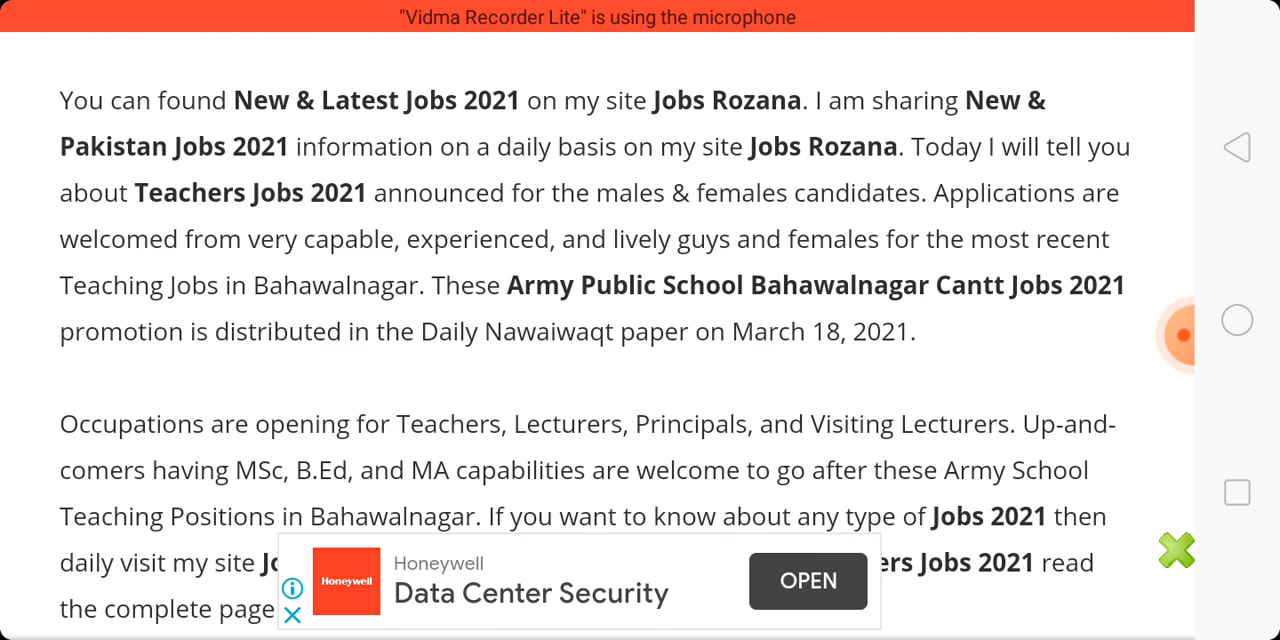 "Vidma Recorder Lite" is using the microphone
You can found New & Latest Jobs 2021 on my site Jobs Rozana. I am sharing New &
Pakistan Jobs 2021 information on a daily basis on my site Jobs Rozana. Today I will tell you
about Teachers Jobs 2021 announced for the males & females candidates. Applications are
welcomed from very capable, experienced, and lively guys and females for the most recent
Teaching Jobs in Bahawalnagar. These Army Public School Bahawalnagar Cantt Jobs 2021
promotion is distributed in the Daily Nawaiwaqt paper on March 18, 2021.
Occupations are opening for Teachers, Lecturers, Principals, and Visiting Lecturers. Up-and-
comers having MSc, B.Ed, and MA capabilities are welcome to go after these Army School
Teaching Positions in Bahawalnagar. If you want to know about any type of Jobs 2021 then
daily visit my site Jobs 2021 read
the complete page
Honeywell
Honeywell
Data Center Security
OPEN